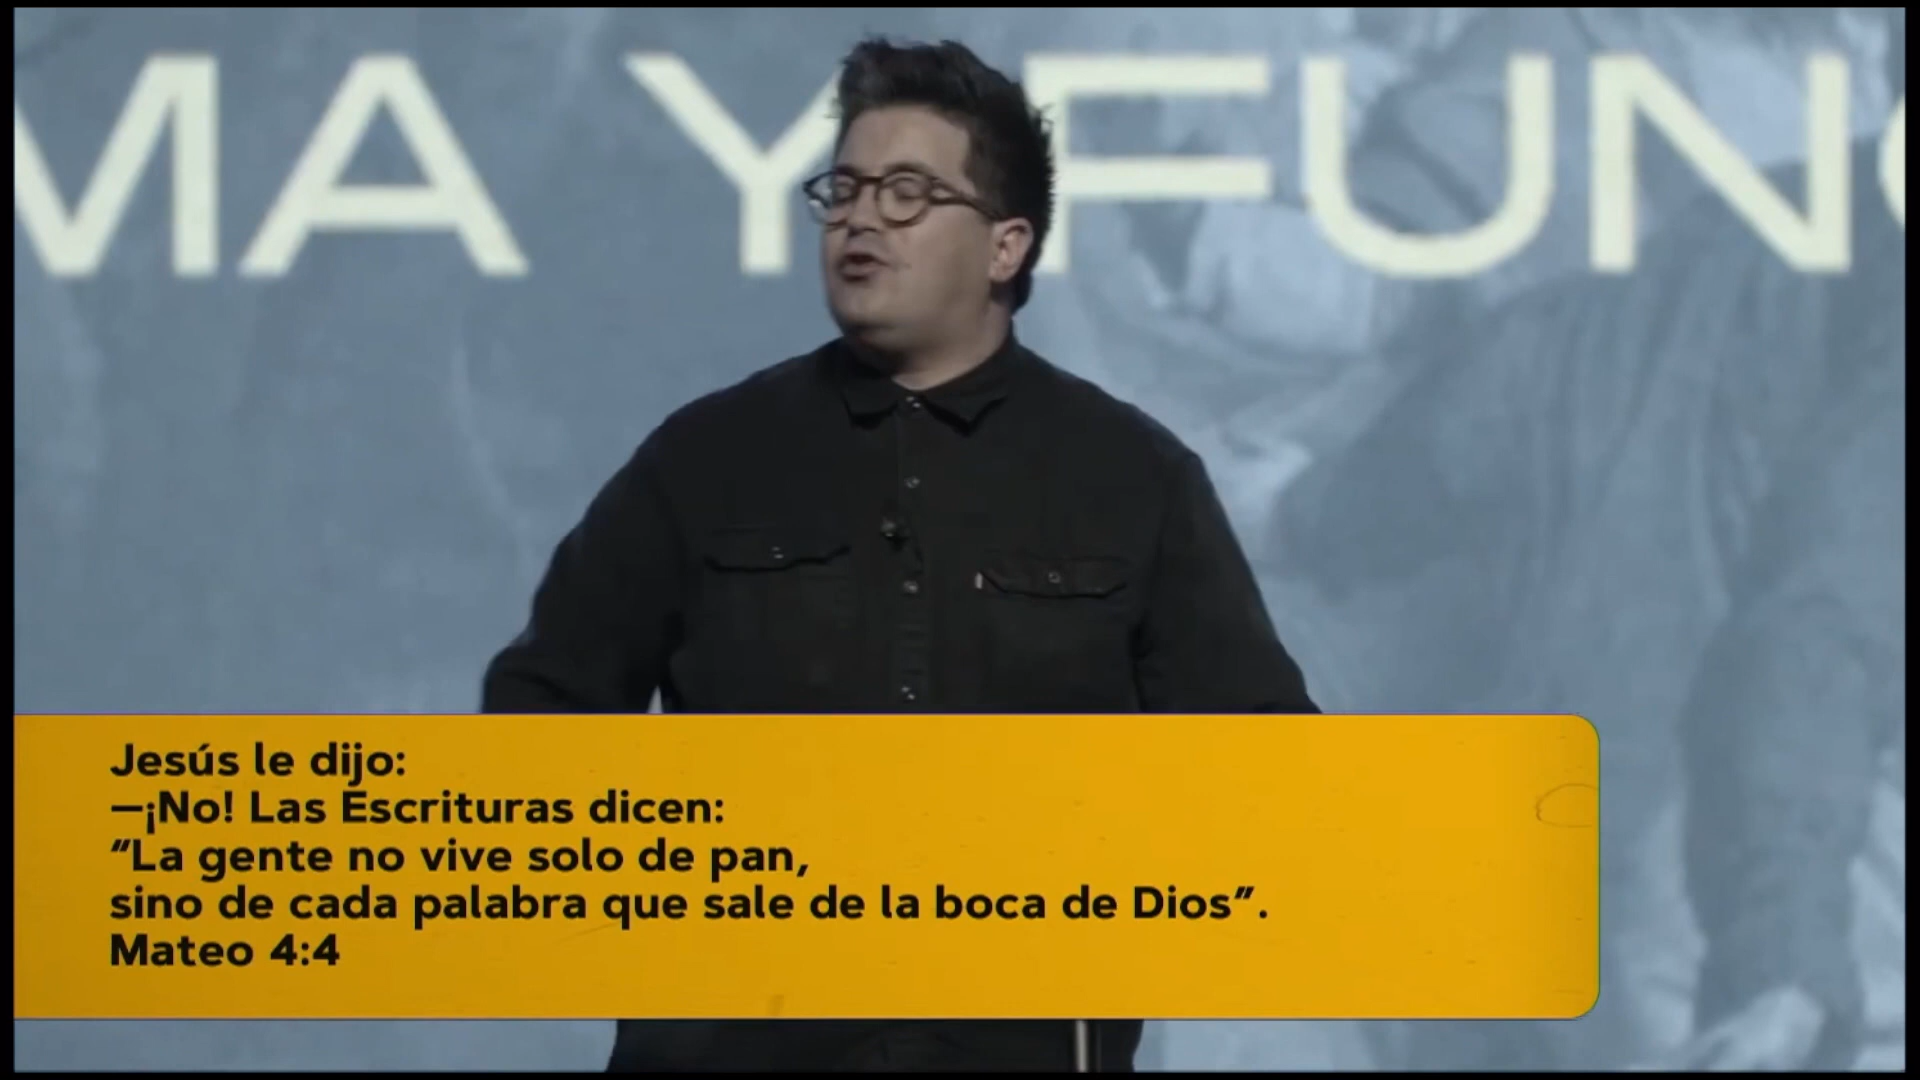 MA Y FUN
Jesús le dijo:
—¡No! Las Escrituras dicen:
“La gente no vive solo de pan,
sino de cada palabra que sale de la boca de Dios”.
Mateo 4:4